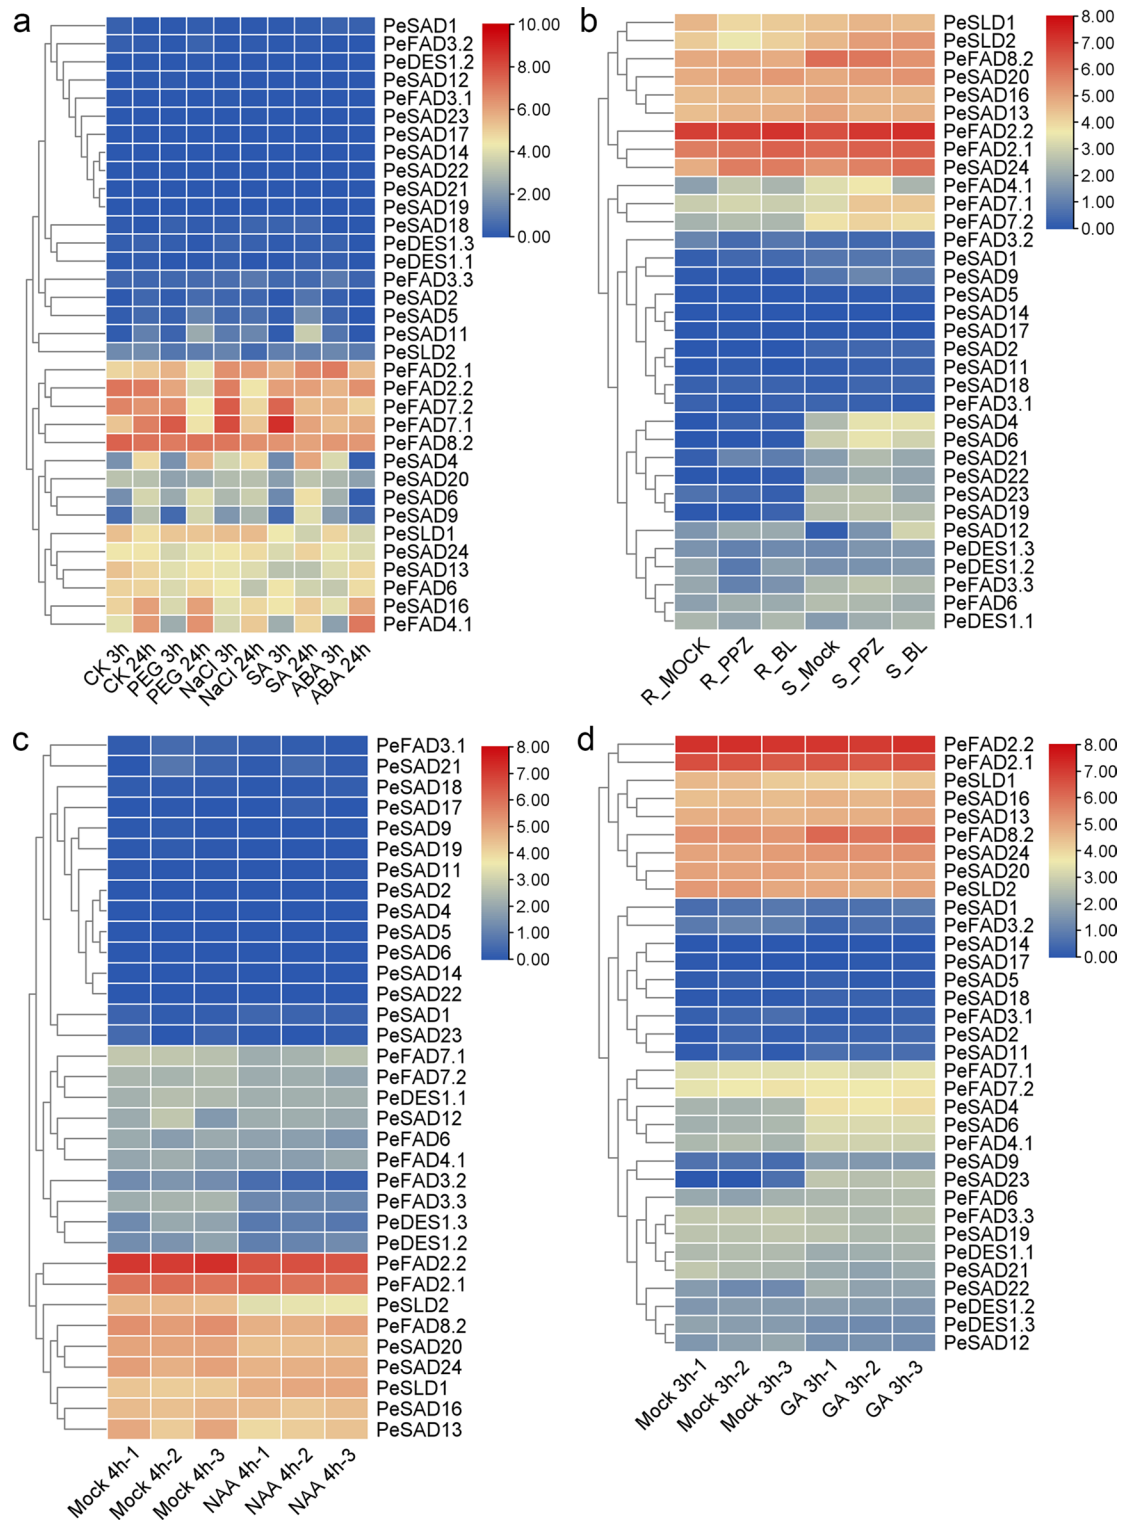 a
PeSAD1
PeFAD3.2
PeDES1.2
PeSAD12
PeFAD3.1
PeSAD23
PeSAD17
PeSAD14
PeSAD22
PeSAD21
PeSAD19
PeSAD18
PeDES1.3
PeDES1.1
PeFAD3.3
PeSAD2
PeSAD5
PeSAD11
PeSLD2
PeFAD2.1
PeFAD2.2
PeFAD7.2
PeFAD7.1
PeFAD8.2
PeSAD4
PeSAD20
PeSAD6
PeSAD9
PeSLD1
PeSAD24
PeSAD13
PeFAD6
PeSAD16
PeFAD4.1
10.00
8.00
6.00
4.00
2.00
0.00
CK 3h
CK 24h
PEG 3h
PEG 24h
NaCl 3h
NaCl 24h
SA 3h
SA 24h
ABA 3h
ABA 24h
b
PeSLD1
PeSLD2
PeFAD8.2
PeSAD20
PeSAD16
PeSAD13
PeFAD2.2
PeFAD2.1
PeSAD24
PeFAD4.1
PeFAD7.1
PeFAD7.2
PeFAD3.2
PeSAD1
PeSAD9
PeSAD5
PeSAD14
PeSAD17
PeSAD2
PeSAD11
PeSAD18
PeFAD3.1
PeSAD4
PeSAD6
PeSAD21
PeSAD22
PeSAD23
PeSAD19
PeSAD12
PeDES1.3
PeDES1.2
PeFAD3.3
PeFAD6
PeDES1.1
8.00
7.00
6.00
5.00
4.00
3.00
2.00
1.00
0.00
R_MOCK
R_PPZ
R_BL
S_Mock
S_PPZ
S_BL
c
PeFAD3.1
PeSAD21
PeSAD18
PeSAD17
PeSAD9
PeSAD19
PeSAD11
PeSAD2
PeSAD4
PeSAD5
PeSAD6
PeSAD14
PeSAD22
PeSAD1
PeSAD23
PeFAD7.1
PeFAD7.2
PeDES1.1
PeSAD12
PeFAD6
PeFAD4.1
PeFAD3.2
PeFAD3.3
PeDES1.3
PeDES1.2
PeFAD2.2
PeFAD2.1
PeSLD2
PeFAD8.2
PeSAD20
PeSAD24
PeSLD1
PeSAD16
PeSAD13
8.00
7.00
6.00
5.00
4.00
3.00
2.00
1.00
0.00
Mock 4h-1
Mock 4h-2
Mock 4h-3
NAA 4h-1
NAA 4h-2
NAA 4h-3
d
PeFAD2.2
PeFAD2.1
PeSLD1
PeSAD16
PeSAD13
PeFAD8.2
PeSAD24
PeSAD20
PeSLD2
PeSAD1
PeFAD3.2
PeSAD14
PeSAD17
PeSAD5
PeSAD18
PeFAD3.1
PeSAD2
PeSAD11
PeFAD7.1
PeFAD7.2
PeSAD4
PeSAD6
PeFAD4.1
PeSAD9
PeSAD23
PeFAD6
PeFAD3.3
PeSAD19
PeDES1.1
PeSAD21
PeSAD22
PeDES1.2
PeDES1.3
PeSAD12
8.00
7.00
6.00
5.00
4.00
3.00
2.00
1.00
0.00
Mock 3h-1
Mock 3h-2
Mock 3h-3
GA 3h-1
GA 3h-2
GA 3h-3